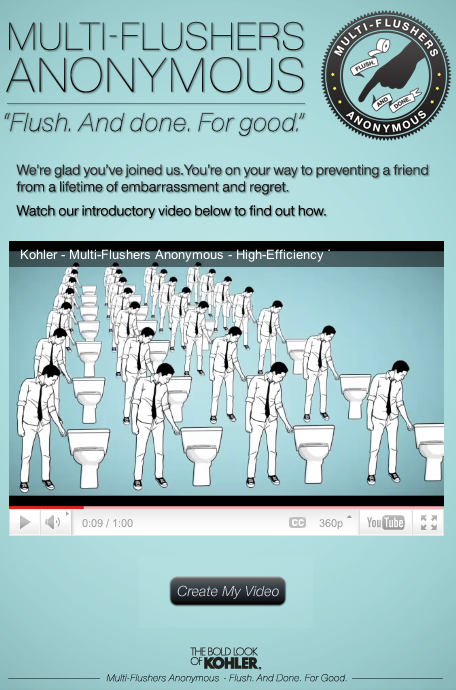 MULTI-FLUSHERS
ANONYMOUS
"Flush. And done. For good."
MULTI-FLUSHERS
FLUSH.
AND
DONE.
ANONYMOUS
We're glad you've joined us.You're on your way to preventing a friend
from a lifetime of embarrassment and regret.
Watch our introductory video below to find out how.
Kohler - Multi-Flushers Anonymous - High-Efficiency
0:09 / 1:00
CC
360p
YouTube
Create My Video
THE BOLD LOOK
OF KOHLER.
Multi-Flushers Anonymous - Flush. And Done. For Good.